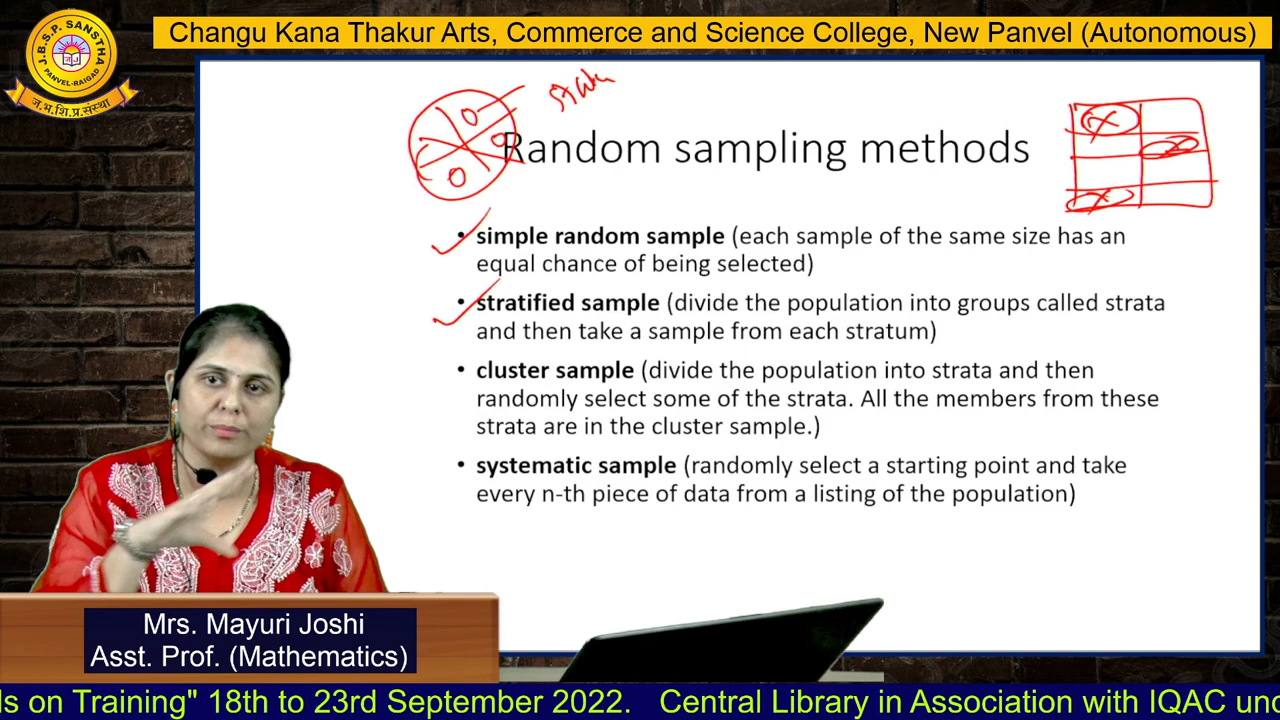 Changu Kana Thakur Arts, Commerce and Science College, New Panvel (Autonomous)
J.B.S.P. SANSTHA
PANVEL-RAIGAD
ज.भ.शि.प्र.संस्था
strata
Random sampling methods
• simple random sample (each sample of the same size has an
equal chance of being selected)
• stratified sample (divide the population into groups called strata
and then take a sample from each stratum)
• cluster sample (divide the population into strata and then
randomly select some of the strata. All the members from these
strata are in the cluster sample.)
• systematic sample (randomly select a starting point and take
every n-th piece of data from a listing of the population)
Mrs. Mayuri Joshi
Asst. Prof. (Mathematics)
ls on Training" 18th to 23rd September 2022. Central Library in Association with IQAC und